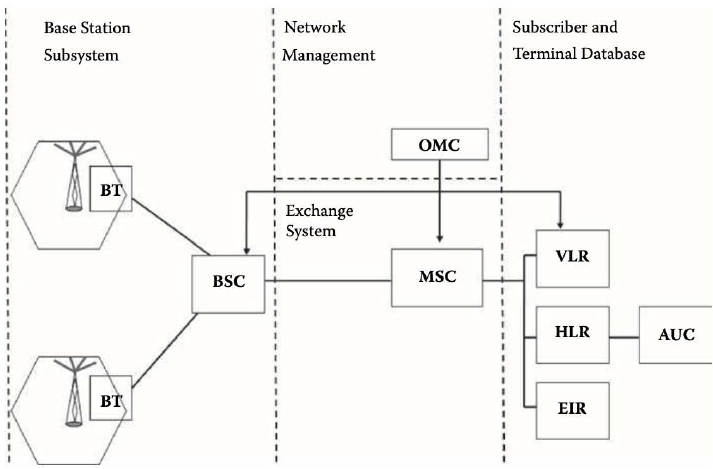 Base Station
Subsystem
Network
Management
Subscriber and
Terminal Database
OMC
BT
Exchange
System
VLR
BSC
MSC
HLR
AUC
BT
EIR